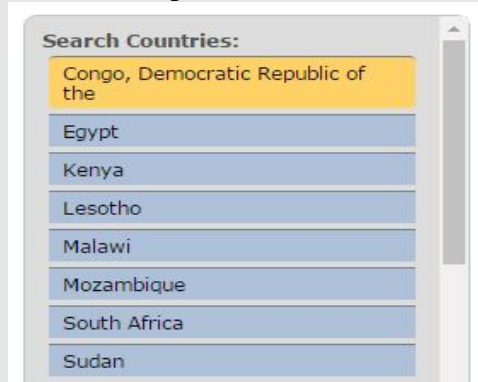 Search Countries:
Congo, Democratic Republic of
the
Egypt
Kenya
Lesotho
Malawi
Mozambique
South Africa
Sudan